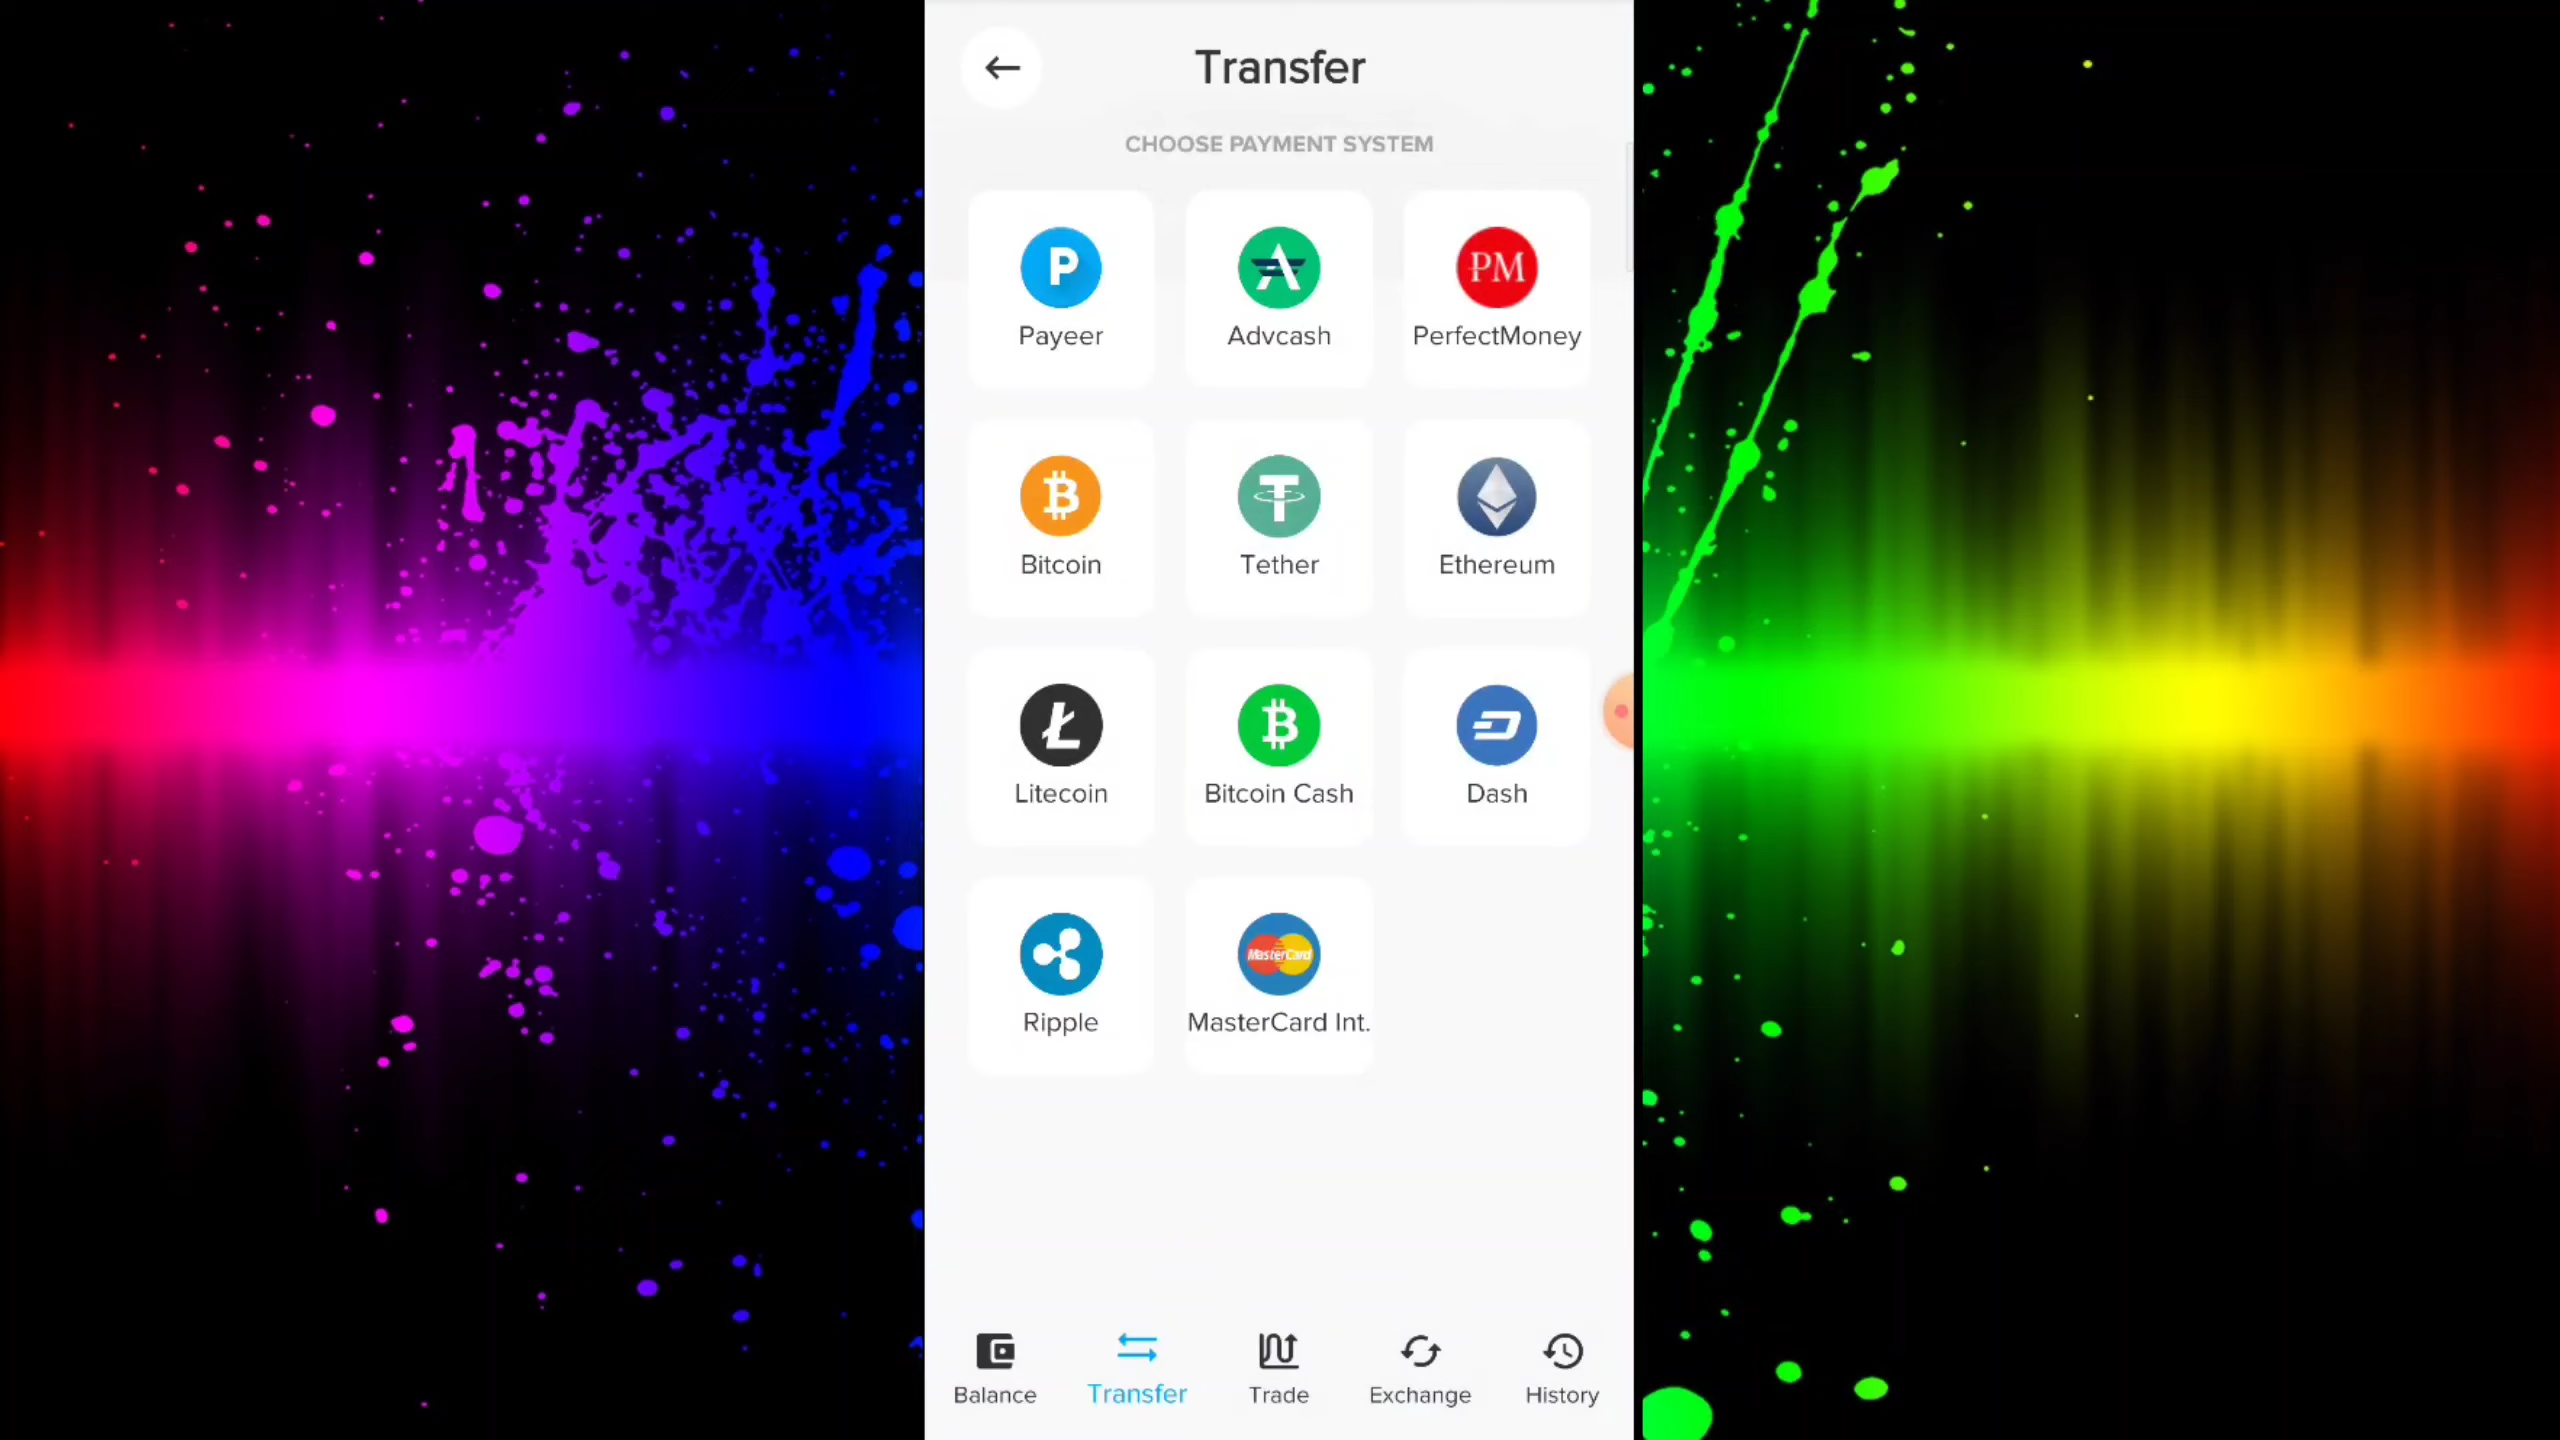 Transfer
CHOOSE PAYMENT SYSTEM
P
Payeer
Advcash
PM
PerfectMoney
Bitcoin
Tether
Ethereum
Litecoin
Bitcoin Cash
Dash
Ripple
MasterCard
MasterCard Int.
Balance
Transfer
Trade
Exchange
History